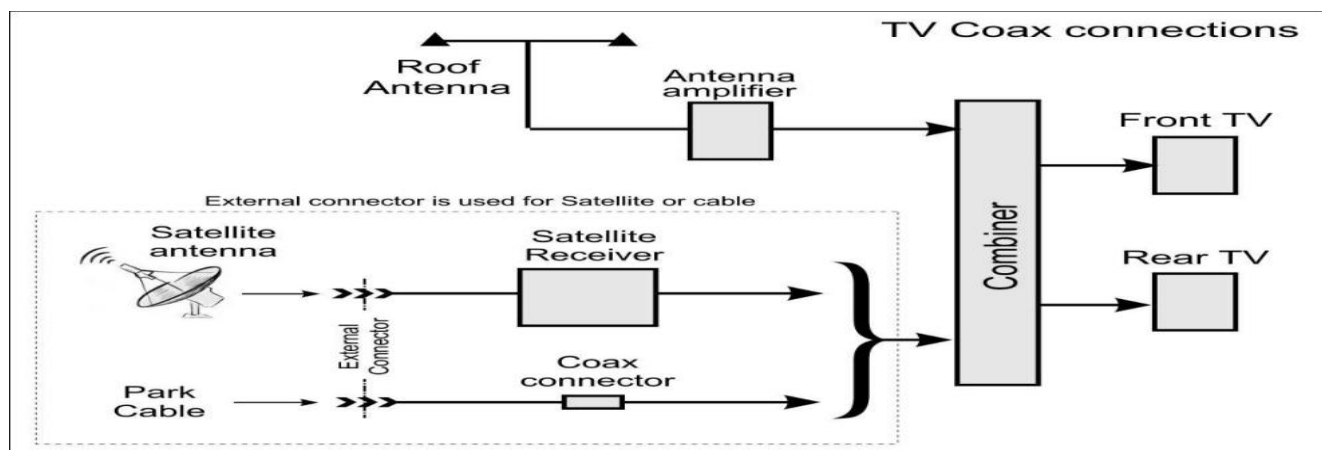 TV Coax connections
Roof
Antenna
Antenna
amplifier
Front TV
External connector is used for Satellite or cable
Satellite
antenna
Satellite
Receiver
Combiner
Rear TV
External
Connector
Coax
connector
Park
Cable